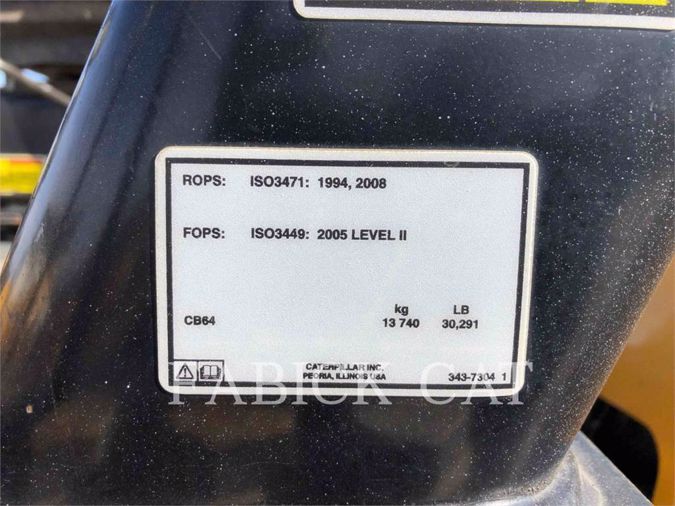 ROPS: ISO3471: 1994, 2008
FOPS: ISO3449: 2005 LEVEL II
kg LB
CB64 13 740 30,291
CATERPILLAR INC.
PEORIA, ILLINOIS USA
343-7304 1
FABICK CAT